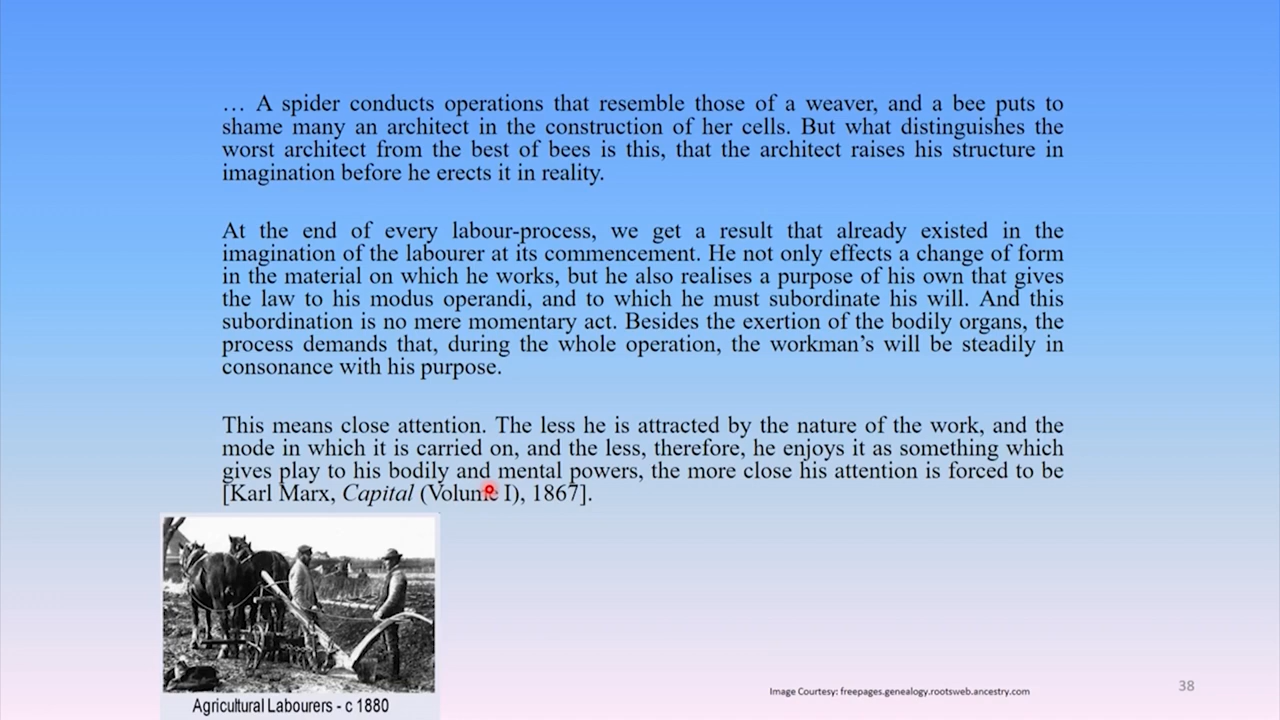 … A spider conducts operations that resemble those of a weaver, and a bee puts to
shame many an architect in the construction of her cells. But what distinguishes the
worst architect from the best of bees is this, that the architect raises his structure in
imagination before he erects it in reality.
At the end of every labour-process, we get a result that already existed in the
imagination of the labourer at its commencement. He not only effects a change of form
in the material on which he works, but he also realises a purpose of his own that gives
the law to his modus operandi, and to which he must subordinate his will. And this
subordination is no mere momentary act. Besides the exertion of the bodily organs, the
process demands that, during the whole operation, the workman’s will be steadily in
consonance with his purpose.
This means close attention. The less he is attracted by the nature of the work, and the
mode in which it is carried on, and the less, therefore, he enjoys it as something which
gives play to his bodily and mental powers, the more close his attention is forced to be
[Karl Marx, Capital (Volume I), 1867].
Agricultural Labourers - c 1880
Image Courtesy: freepages.genealogy.rootsweb.ancestry.com
38